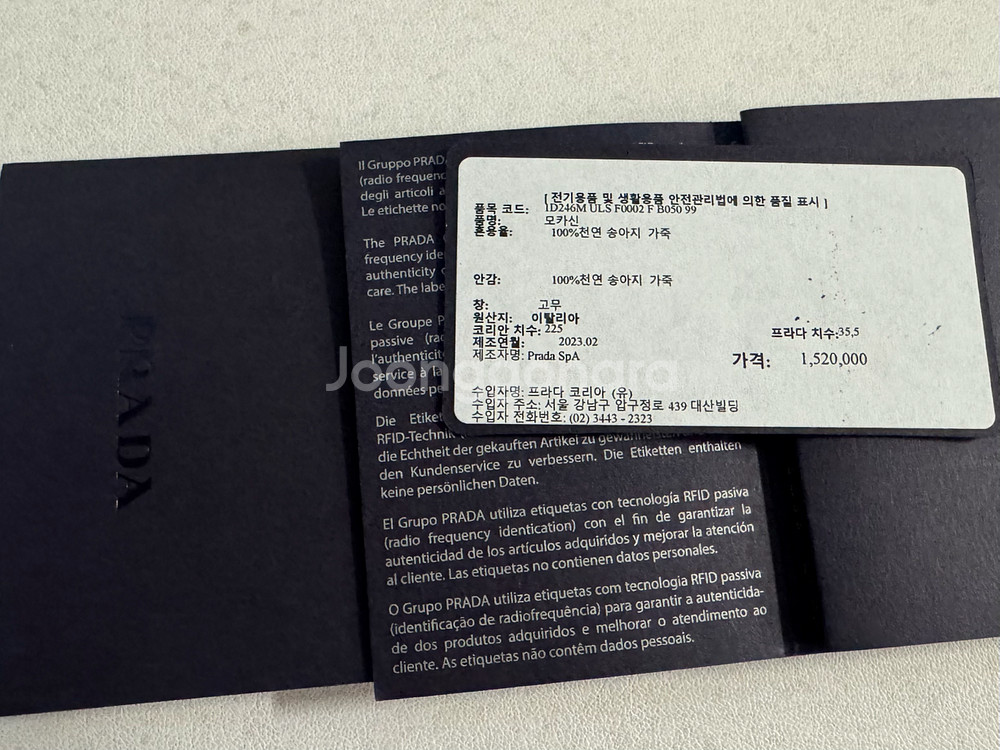 PRADA
Il Gruppo PRAD
(radio frequenc
degli articoli a
Le etichette no
The PRADA
frequency ide
authenticity
care. The labe
Le Groupe P
passive (rad
l'authenticit
service à la
données pe
Die Etiket
RFID-Technik
die Echtheit der gekauften Artikel zu gewährleisten
den Kundenservice zu verbessern. Die Etiketten enthalten
keine persönlichen Daten.
El Grupo PRADA utiliza etiquetas con tecnología RFID pasiva
(radio frequency identication) con el fin de garantizar la
autenticidad de los artículos adquiridos y mejorar la atención
al cliente. Las etiquetas no contienen datos personales.
O Grupo PRADA utiliza etiquetas com tecnologia RFID passiva
(identificação de radiofrequência) para garantir a autenticida-
de dos produtos adquiridos e melhorar o atendimento ao
cliente. As etiquetas não contêm dados pessoais.
[ 전기용품 및 생활용품 안전관리법에 의한 품질 표시 ]
품목 코드: 1D246M ULS F0002 F B050 99
품명: 모카신
혼용율: 100%천연 송아지 가죽
안감: 100%천연 송아지 가죽
창: 고무
원산지: 이탈리아
코리안 치수: 225 프라다 치수:35,5
제조연월: 2023.02
제조자명: Prada SpA 가격: 1,520,000
수입자명: 프라다 코리아 (유)
수입자 주소: 서울 강남구 압구정로 439 대산빌딩
수입자 전화번호: (02) 3443 - 2323
Joonggonara